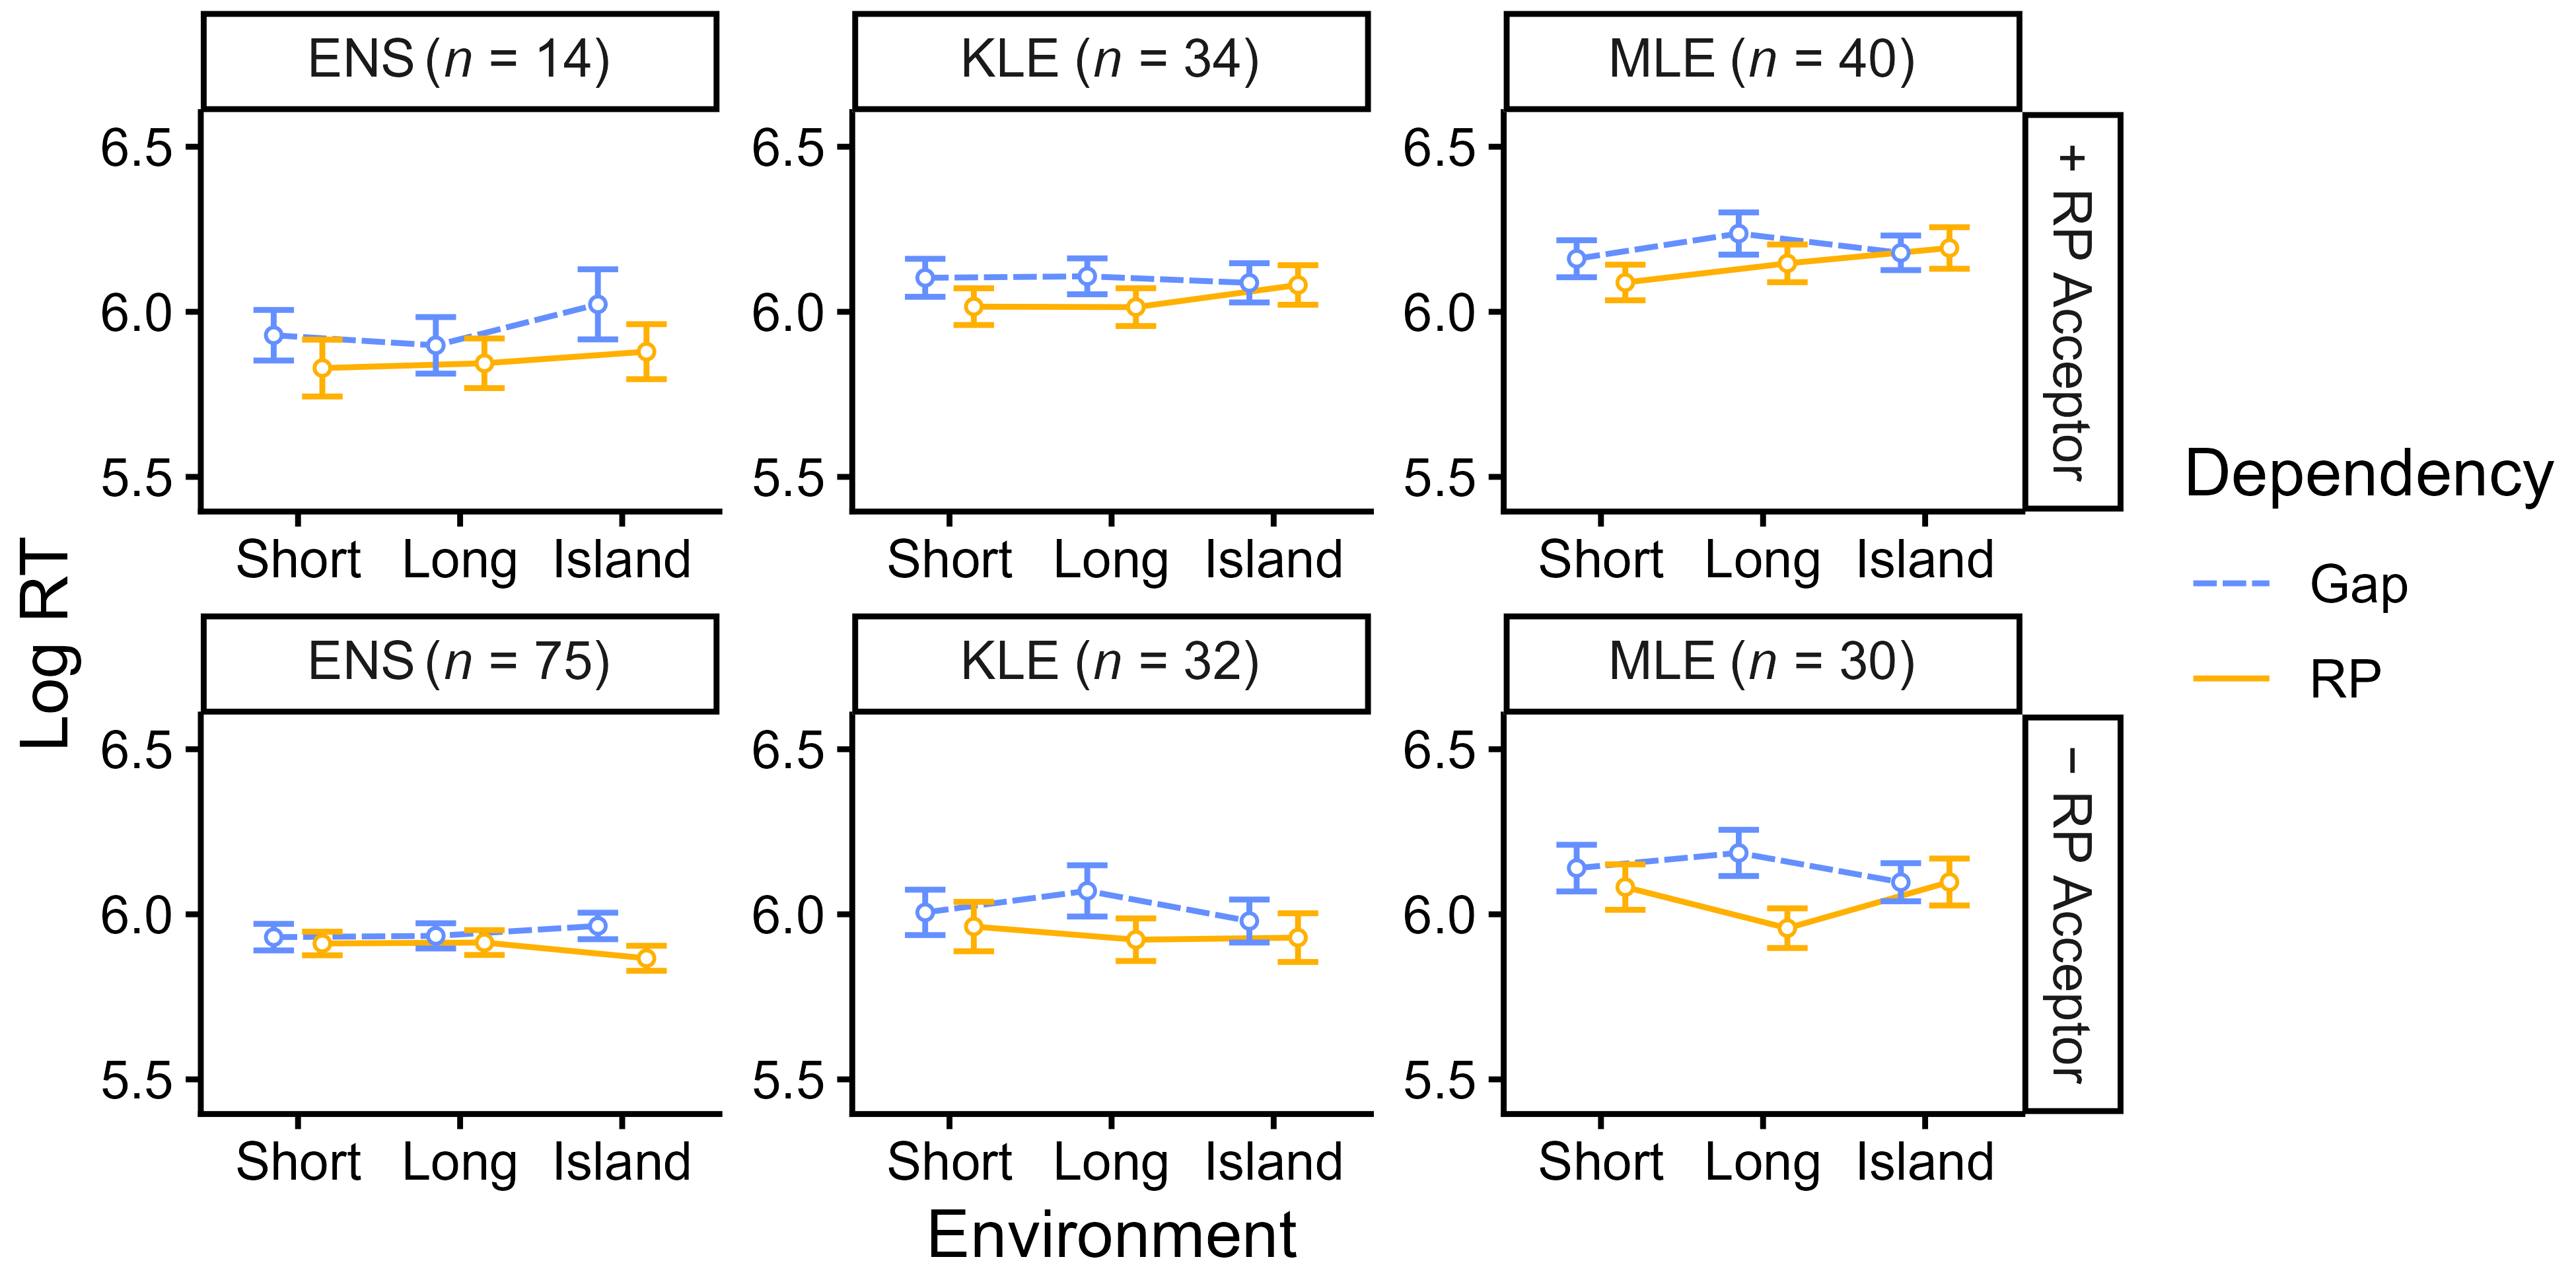 ENS (n = 14)
KLE (n = 34)
MLE (n = 40)
6.5
6.0
5.5
6.5
6.0
5.5
6.5
6.0
5.5
+ RP Acceptor
Short Long Island
Short Long Island
Short Long Island
Log RT
ENS (n = 75)
KLE (n = 32)
MLE (n = 30)
6.5
6.0
5.5
6.5
6.0
5.5
6.5
6.0
5.5
− RP Acceptor
Short Long Island
Short Long Island
Short Long Island
Environment
Dependency
Gap
RP